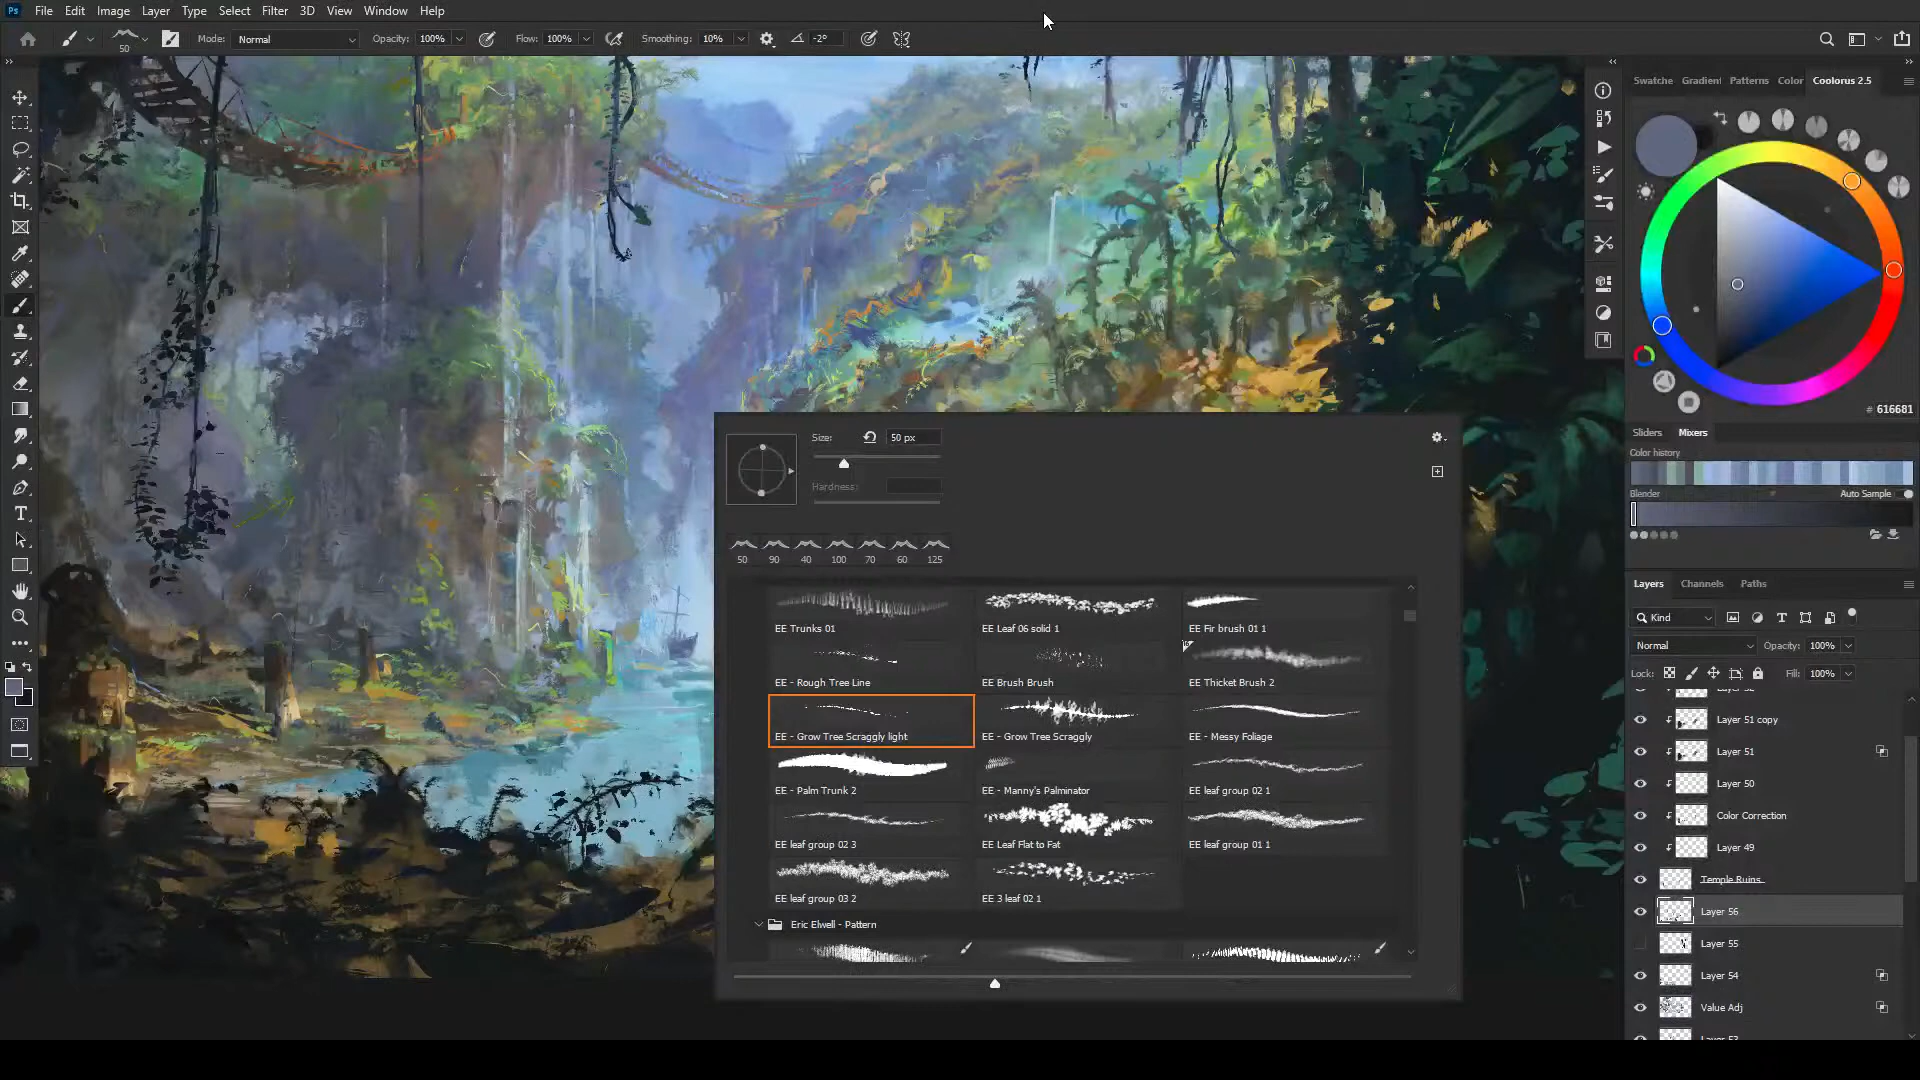 Ps File Edit Image Layer Type Select Filter 3D View Window Help
50 Mode: Normal Opacity: 100% Flow: 100% Smoothing: 10% -2°
Swatche Gradient Patterns Color Coolorus 2.5
# 616681
Sliders Mixers
Color history
Blender Auto Sample
Size: 50 px
Hardness:
50 90 40 100 70 60 125
EE Trunks 01 EE Leaf 06 solid 1 EE Fir brush 01 1
EE - Rough Tree Line EE Brush Brush EE Thicket Brush 2
EE - Grow Tree Scraggly light EE - Grow Tree Scraggly EE - Messy Foliage
EE - Palm Trunk 2 EE - Manny's Palminator EE leaf group 02 1
EE leaf group 02 3 EE Leaf Flat to Fat EE leaf group 01 1
EE leaf group 03 2 EE 3 leaf 02 1
Eric Elwell - Pattern
Layers Channels Paths
Kind
Normal Opacity: 100%
Lock: Fill: 100%
Layer 52
Layer 51 copy
Layer 51
Layer 50
Color Correction
Layer 49
Temple Ruins
Layer 56
Layer 55
Layer 54
Value Adj
Layer 53